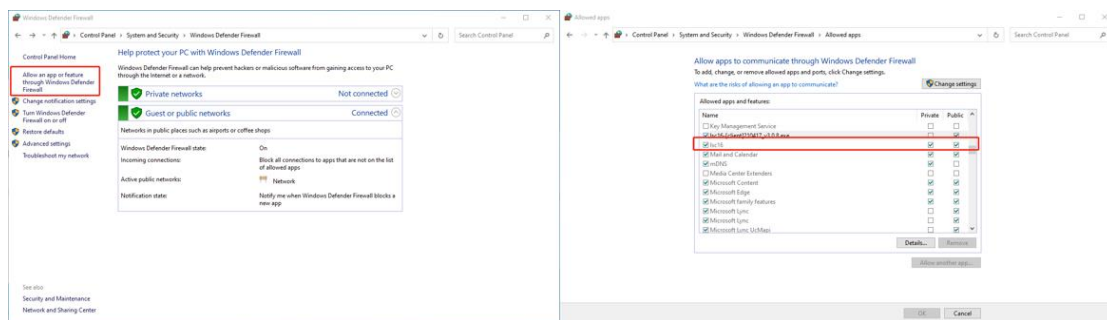 Windows Defender Firewall
Control Panel > System and Security > Windows Defender Firewall
Search Control Panel
Control Panel Home
Allow an app or feature
through Windows Defender
Firewall
Change notification settings
Turn Windows Defender
Firewall on or off
Restore defaults
Advanced settings
Troubleshoot my network
See also
Security and Maintenance
Network and Sharing Center
Help protect your PC with Windows Defender Firewall
Windows Defender Firewall can help prevent hackers or malicious software from gaining access to your PC
through the Internet or a network.
Private networks Not connected
Guest or public networks Connected
Networks in public places such as airports or coffee shops
Windows Defender Firewall state: On
Incoming connections: Block all connections to apps that are not on the list
of allowed apps
Active public networks: Network
Notification state: Notify me when Windows Defender Firewall blocks a
new app
Allowed apps
Control Panel > System and Security > Windows Defender Firewall > Allowed apps
Search Control Panel
Allow apps to communicate through Windows Defender Firewall
To add, change, or remove allowed apps and ports, click Change settings.
What are the risks of allowing an app to communicate?
Change settings
Allowed apps and features:
Name Private Public
Key Management Service
Mail and Calendar
mDNS
Media Center Extenders
Microsoft Content
Microsoft Edge
Microsoft family features
Microsoft Lync
Microsoft Lync
Microsoft Lync UcMapi
Details... Remove
Allow another app...
OK Cancel